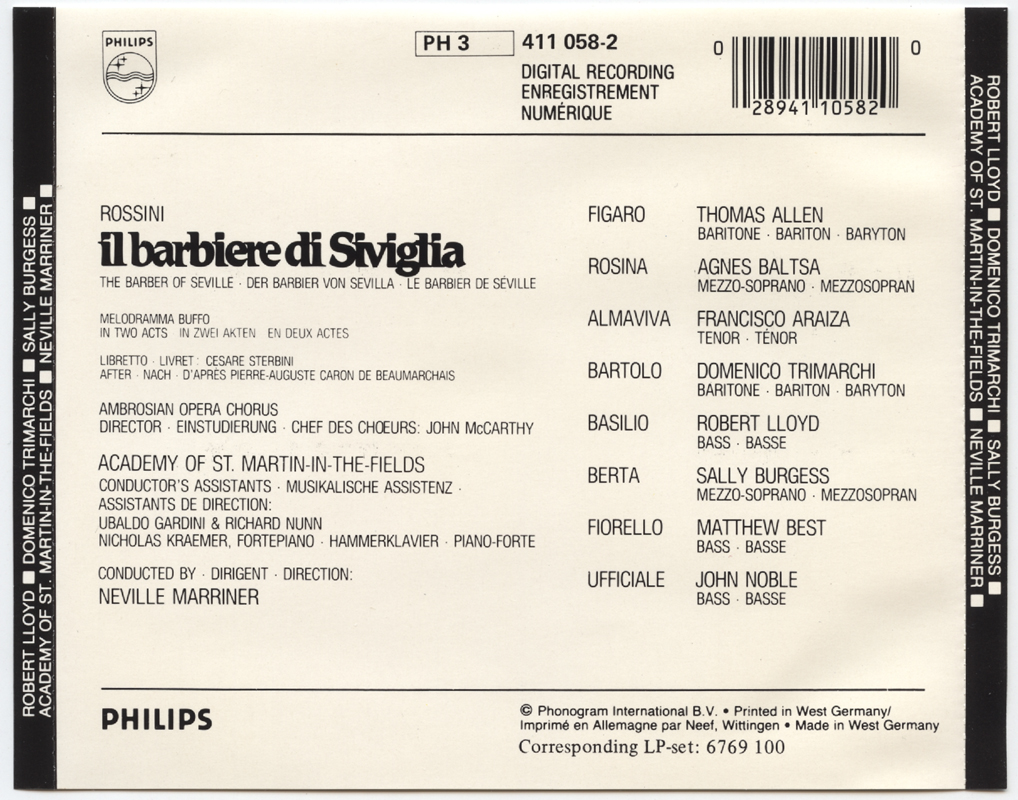 PHILIPS
PH 3 411 058-2
DIGITAL RECORDING
ENREGISTREMENT
NUMÉRIQUE
0 28941 10582 0
ROSSINI
il barbiere di Siviglia
THE BARBER OF SEVILLE · DER BARBIER VON SEVILLA · LE BARBIER DE SÉVILLE
MELODRAMMA BUFFO
IN TWO ACTS IN ZWEI AKTEN EN DEUX ACTES
LIBRETTO · LIVRET: CESARE STERBINI
AFTER · NACH · D'APRÈS PIERRE-AUGUSTE CARON DE BEAUMARCHAIS
AMBROSIAN OPERA CHORUS
DIRECTOR · EINSTUDIERUNG · CHEF DES CHŒURS: JOHN McCARTHY
ACADEMY OF ST. MARTIN-IN-THE-FIELDS
CONDUCTOR'S ASSISTANTS · MUSIKALISCHE ASSISTENZ ·
ASSISTANTS DE DIRECTION:
UBALDO GARDINI & RICHARD NUNN
NICHOLAS KRAEMER, FORTEPIANO · HAMMERKLAVIER · PIANO-FORTE
CONDUCTED BY · DIRIGENT · DIRECTION:
NEVILLE MARRINER
FIGARO THOMAS ALLEN
BARITONE · BARITON · BARYTON
ROSINA AGNES BALTSA
MEZZO-SOPRANO · MEZZOSOPRAN
ALMAVIVA FRANCISCO ARAIZA
TENOR · TÉNOR
BARTOLO DOMENICO TRIMARCHI
BARITONE · BARITON · BARYTON
BASILIO ROBERT LLOYD
BASS · BASSE
BERTA SALLY BURGESS
MEZZO-SOPRANO · MEZZOSOPRAN
FIORELLO MATTHEW BEST
BASS · BASSE
UFFICIALE JOHN NOBLE
BASS · BASSE
PHILIPS
© Phonogram International B.V. • Printed in West Germany/
Imprimé en Allemagne par Neef, Wittingen • Made in West Germany
Corresponding LP-set: 6769 100
ROBERT LLOYD ■ DOMENICO TRIMARCHI ■ SALLY BURGESS ■
ACADEMY OF ST. MARTIN-IN-THE-FIELDS ■ NEVILLE MARRINER ■
ROBERT LLOYD ■ DOMENICO TRIMARCHI ■ SALLY BURGESS ■
ACADEMY OF ST. MARTIN-IN-THE-FIELDS ■ NEVILLE MARRINER ■